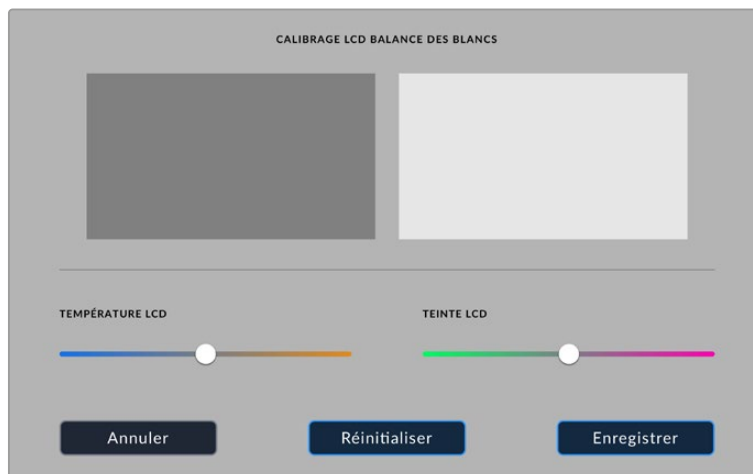 CALIBRAGE LCD BALANCE DES BLANCS
TEMPÉRATURE LCD
TEINTE LCD
Annuler
Réinitialiser
Enregistrer